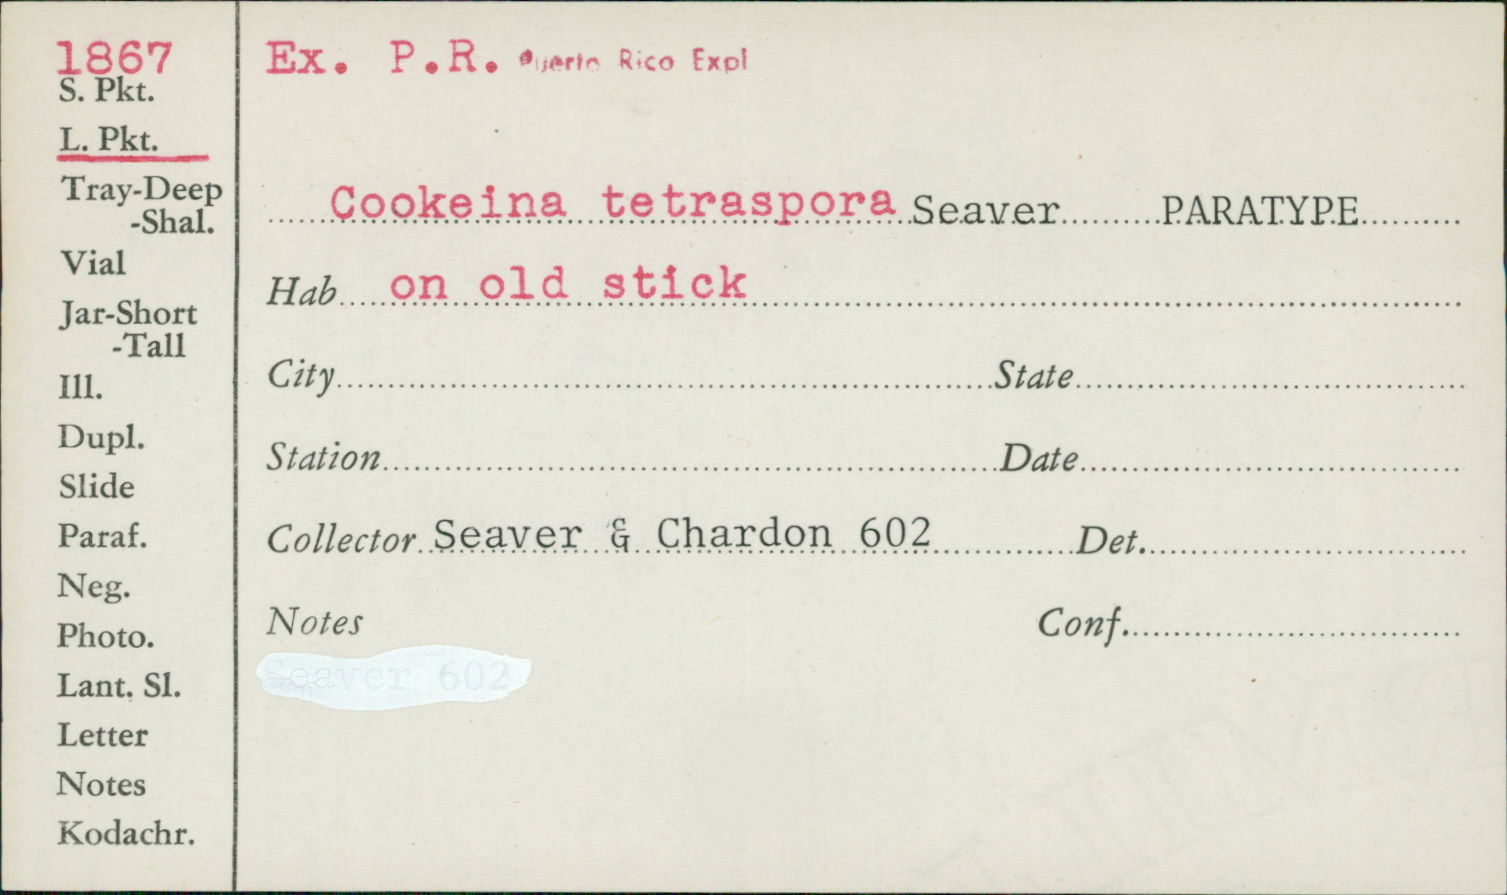 1867
S. Pkt.
L. Pkt.
Tray-Deep
-Shal.
Vial
Jar-Short
-Tall
Ill.
Dupl.
Slide
Paraf.
Neg.
Photo.
Lant. Sl.
Letter
Notes
Kodachr.
Ex. P.R. Puerto Rico Expl
Cookeina tetraspora Seaver PARATYPE
Hab on old stick
City State
Station Date
Collector Seaver & Chardon 602 Det.
Notes Conf.
Seaver 602